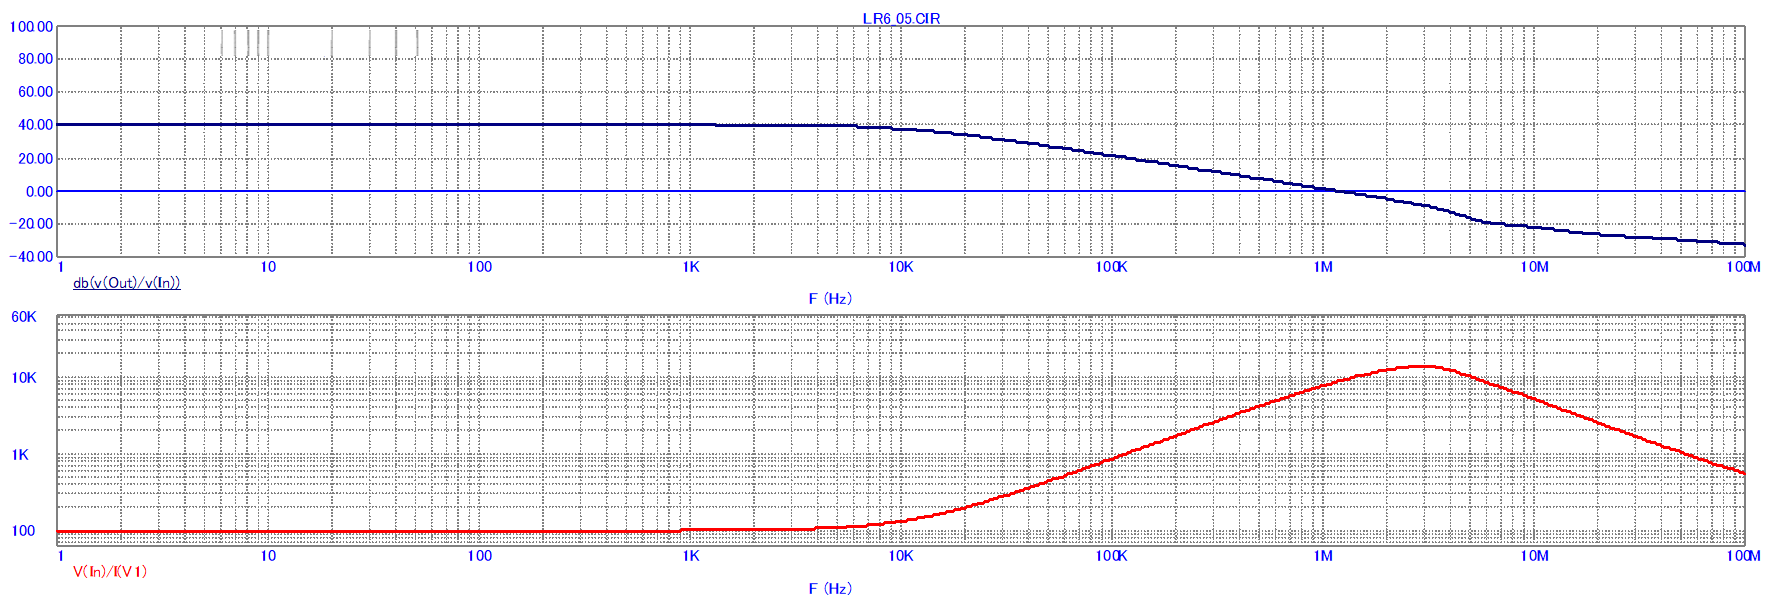 LR6_05.CIR
100.00
80.00
60.00
40.00
20.00
0.00
-20.00
-40.00
1 10 100 1K 10K 100K 1M 10M 100M
db(v(Out)/v(In))
F (Hz)
60K
10K
1K
100
1 10 100 1K 10K 100K 1M 10M 100M
V(In)/I(V1)
F (Hz)